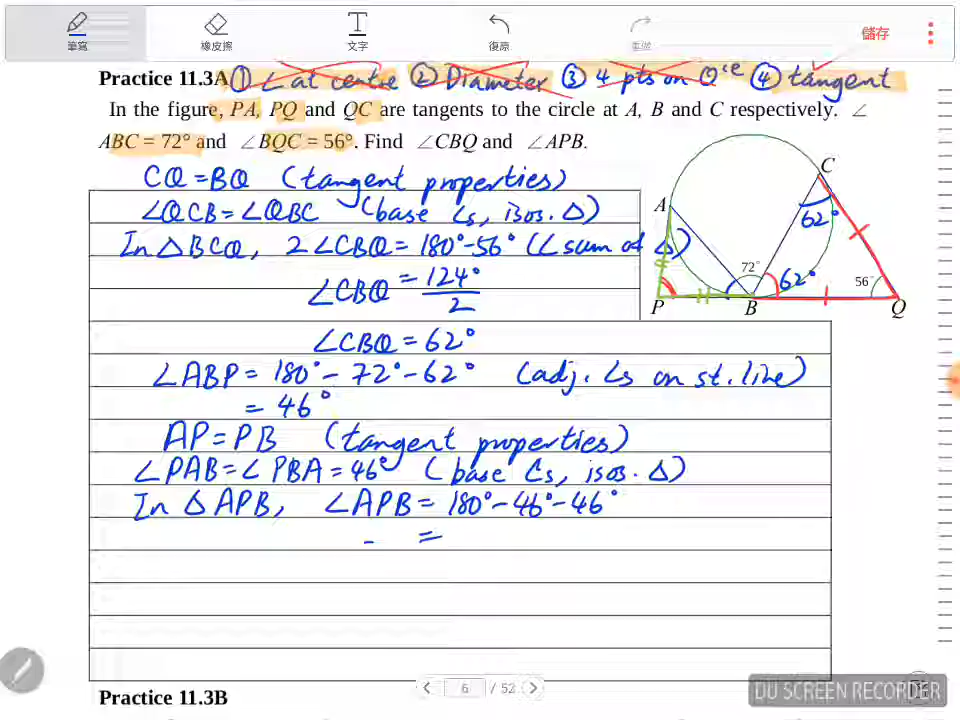 筆寫 橡皮擦 文字 復原 重做 儲存
Practice 11.3A ① ∠ at centre ② Diameter ③ 4 pts on ⊙ce ④ tangent
In the figure, PA, PQ and QC are tangents to the circle at A, B and C respectively. ∠
ABC = 72° and ∠BQC = 56°. Find ∠CBQ and ∠APB.
CQ = BQ (tangent properties)
∠QCB = ∠QBC (base ∠s, isos. Δ)
In ΔBCQ, 2∠CBQ = 180° - 56° (∠ sum of Δ)
∠CBQ = 124°
2
∠CBQ = 62°
∠ABP = 180° - 72° - 62° (adj. ∠s on st. line)
= 46°
AP = PB (tangent properties)
∠PAB = ∠PBA = 46° (base ∠s, isos. Δ)
In Δ APB, ∠APB = 180° - 46° - 46°
- =
C
A
62°
72°
62°
56°
P
B
Q
6 / 52
DU SCREEN RECORDER
Practice 11.3B